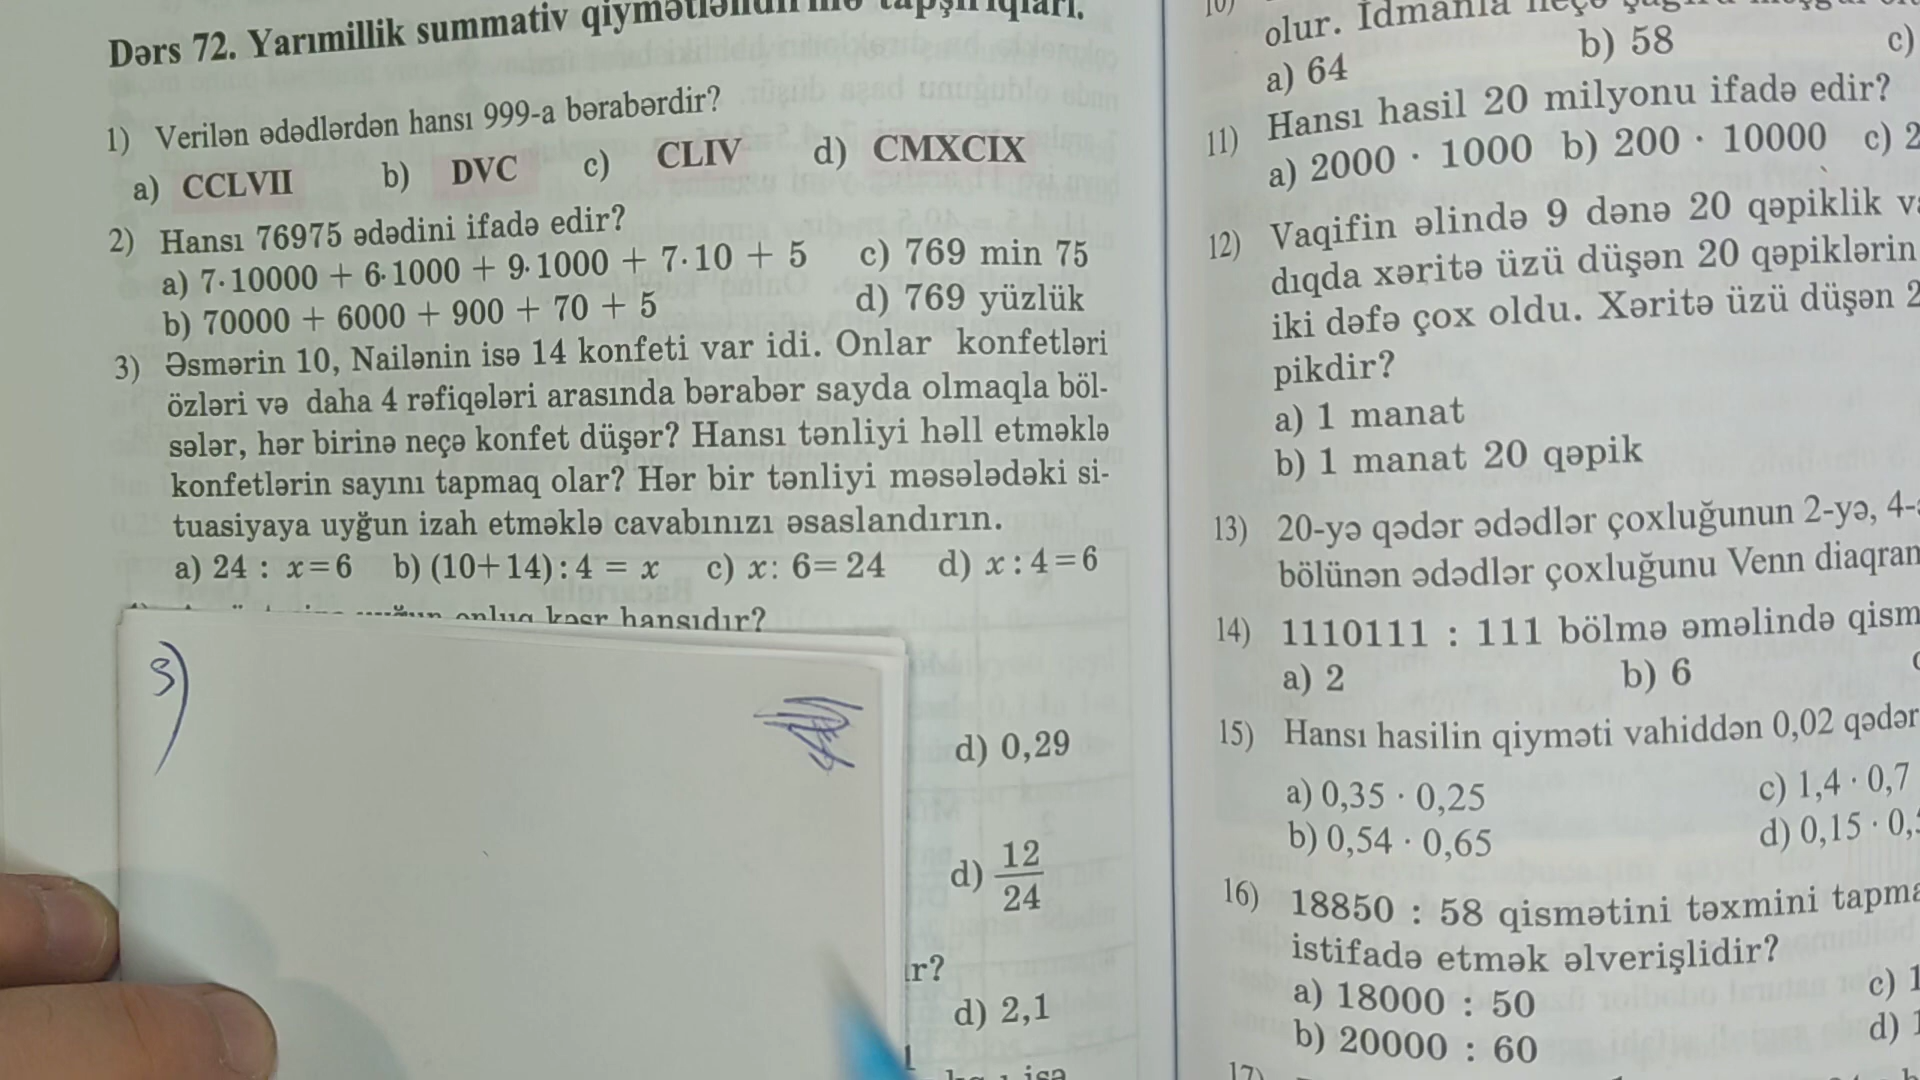 Dərs 72. Yarımillik summativ qiymətləndirmə tapşırıqları.
1) Verilən ədədlərdən hansı 999-a bərabərdir?
a) CCLVII b) DVC c) CLIV d) CMXCIX
2) Hansı 76975 ədədini ifadə edir?
a) 7·10000 + 6·1000 + 9·1000 + 7·10 + 5 c) 769 min 75
b) 70000 + 6000 + 900 + 70 + 5 d) 769 yüzlük
3) Əsmərin 10, Nailənin isə 14 konfeti var idi. Onlar konfetləri
özləri və daha 4 rəfiqələri arasında bərabər sayda olmaqla böl-
sələr, hər birinə neçə konfet düşər? Hansı tənliyi həll etməklə
konfetlərin sayını tapmaq olar? Hər bir tənliyi məsələdəki si-
tuasiyaya uyğun izah etməklə cavabınızı əsaslandırın.
a) 24 : x=6 b) (10+14):4 = x c) x: 6=24 d) x:4=6
onluq kəsr hansıdır?
3)
d) 0,29
d) 12/24
r?
d) 2,1
isə
10)
olur. İdmanla neçə
a) 64 b) 58 c)
11) Hansı hasil 20 milyonu ifadə edir?
a) 2000 · 1000 b) 200 · 10000 c) 2
12) Vaqifin əlində 9 dənə 20 qəpiklik
dıqda xəritə üzü düşən 20 qəpiklərin
iki dəfə çox oldu. Xəritə üzü düşən 2
pikdir?
a) 1 manat
b) 1 manat 20 qəpik
13) 20-yə qədər ədədlər çoxluğunun 2-yə, 4-
bölünən ədədlər çoxluğunu Venn diaqram
14) 1110111 : 111 bölmə əməlində qism
a) 2 b) 6
15) Hansı hasilin qiyməti vahiddən 0,02 qədər
a) 0,35 · 0,25 c) 1,4 · 0,7
b) 0,54 · 0,65 d) 0,15 · 0,
16) 18850 : 58 qismətini təxmini tapma
istifadə etmək əlverişlidir?
a) 18000 : 50 c) 1
b) 20000 : 60 d) 1
17)